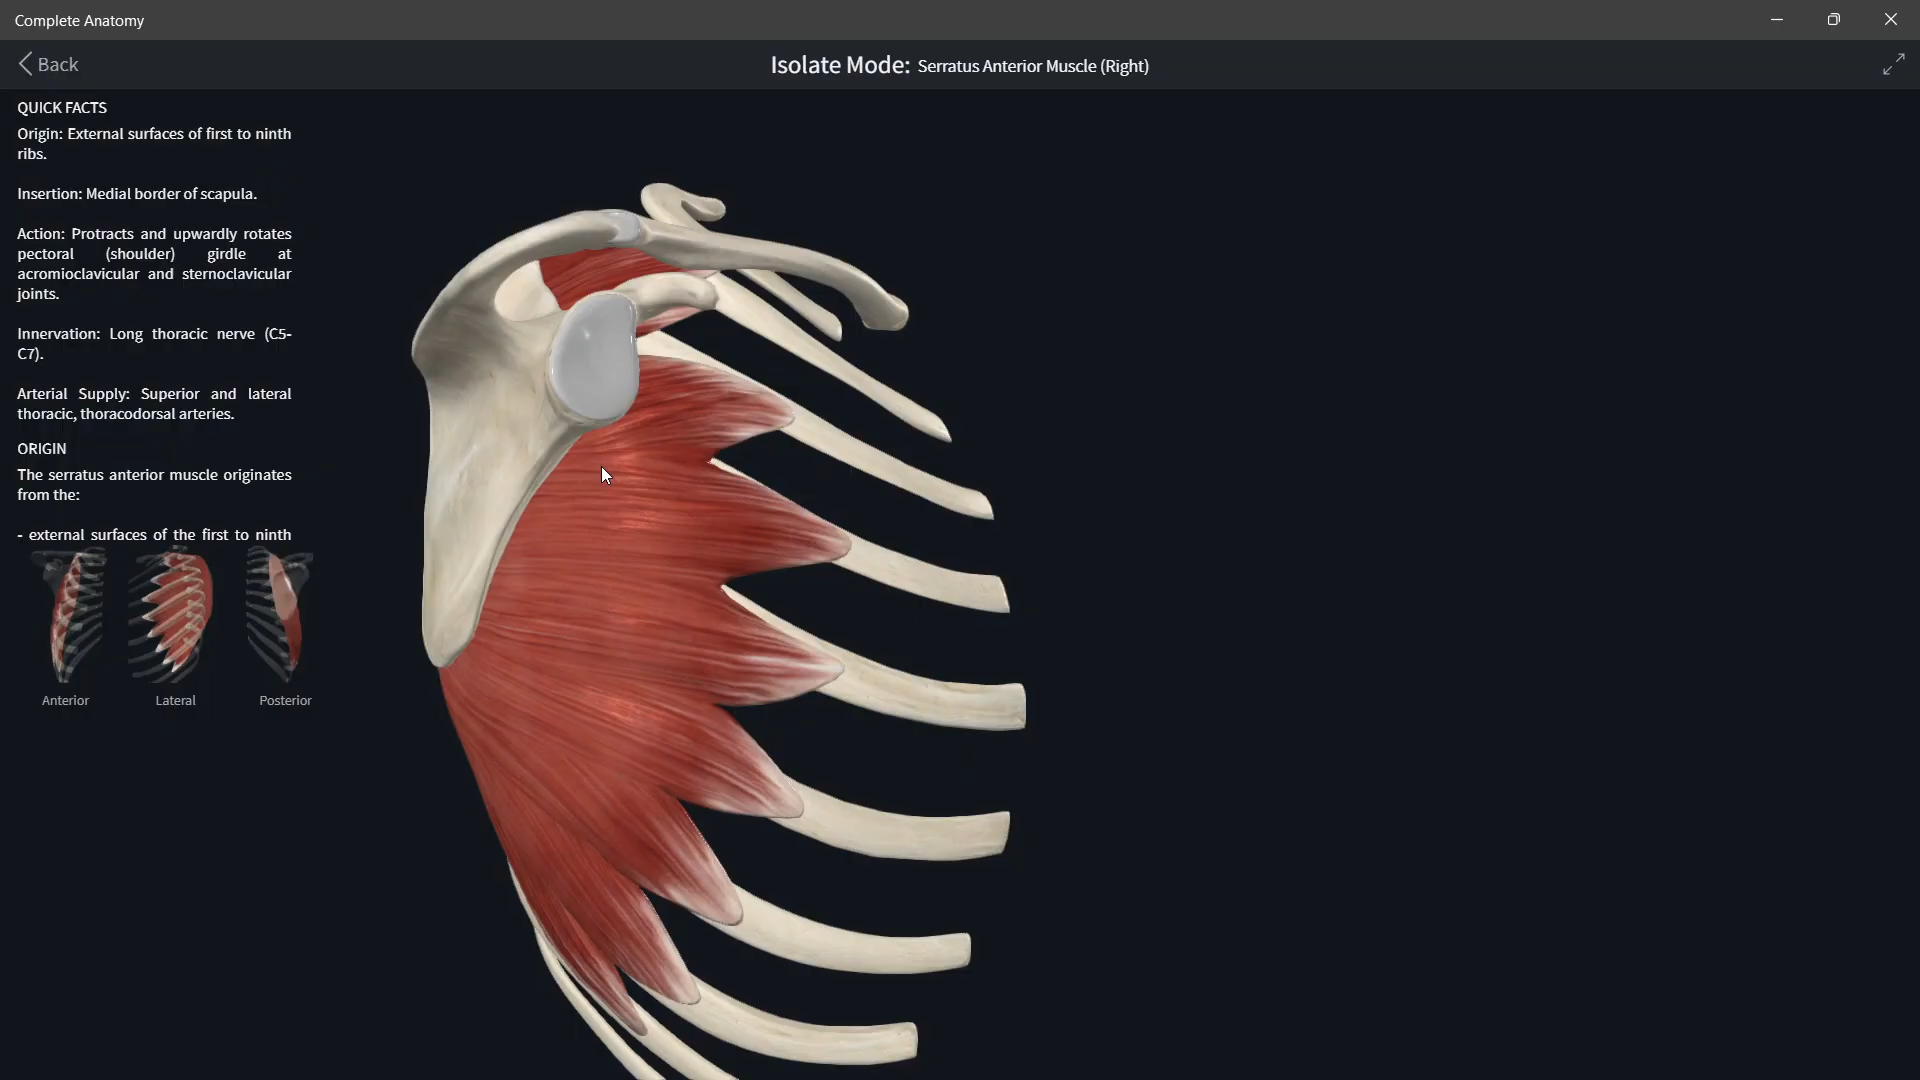 Complete Anatomy
Back
Isolate Mode: Serratus Anterior Muscle (Right)
QUICK FACTS
Origin: External surfaces of first to ninth
ribs.
Insertion: Medial border of scapula.
Action: Protracts and upwardly rotates
pectoral (shoulder) girdle at
acromioclavicular and sternoclavicular
joints.
Innervation: Long thoracic nerve (C5-
C7).
Arterial Supply: Superior and lateral
thoracic, thoracodorsal arteries.
ORIGIN
The serratus anterior muscle originates
from the:
- external surfaces of the first to ninth
Anterior
Lateral
Posterior